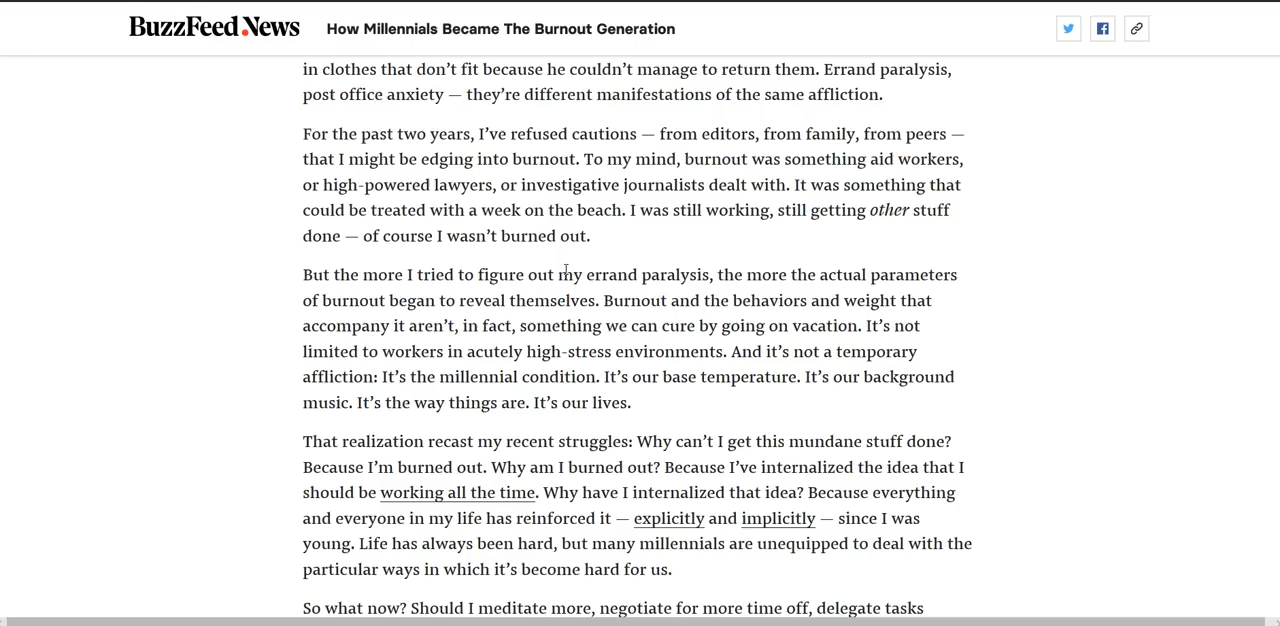 BuzzFeed News
How Millennials Became The Burnout Generation
in clothes that don’t fit because he couldn’t manage to return them. Errand paralysis,
post office anxiety — they’re different manifestations of the same affliction.
For the past two years, I’ve refused cautions — from editors, from family, from peers —
that I might be edging into burnout. To my mind, burnout was something aid workers,
or high-powered lawyers, or investigative journalists dealt with. It was something that
could be treated with a week on the beach. I was still working, still getting other stuff
done — of course I wasn’t burned out.
But the more I tried to figure out my errand paralysis, the more the actual parameters
of burnout began to reveal themselves. Burnout and the behaviors and weight that
accompany it aren’t, in fact, something we can cure by going on vacation. It’s not
limited to workers in acutely high-stress environments. And it’s not a temporary
affliction: It’s the millennial condition. It’s our base temperature. It’s our background
music. It’s the way things are. It’s our lives.
That realization recast my recent struggles: Why can’t I get this mundane stuff done?
Because I’m burned out. Why am I burned out? Because I’ve internalized the idea that I
should be working all the time. Why have I internalized that idea? Because everything
and everyone in my life has reinforced it — explicitly and implicitly — since I was
young. Life has always been hard, but many millennials are unequipped to deal with the
particular ways in which it’s become hard for us.
So what now? Should I meditate more, negotiate for more time off, delegate tasks